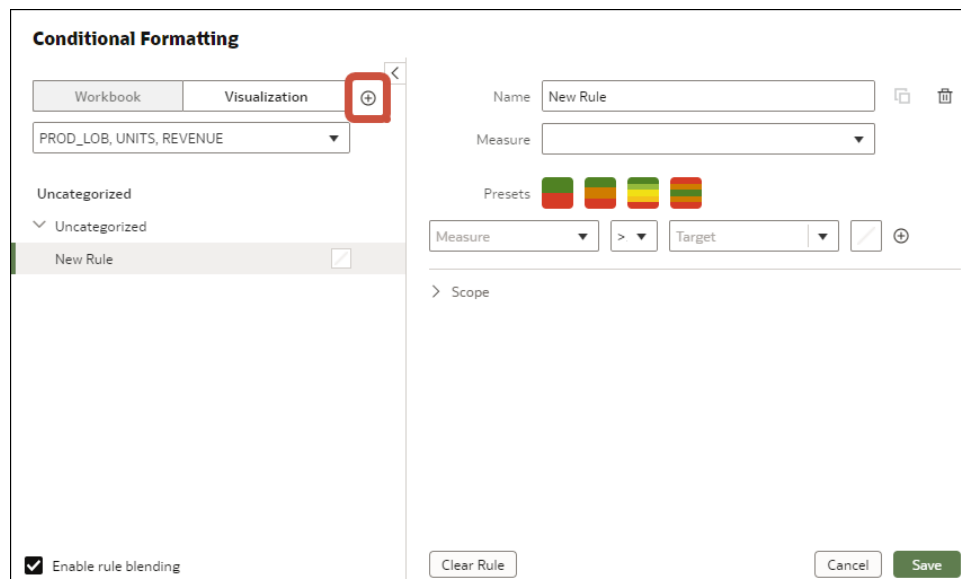 Conditional Formatting
Workbook
Visualization
PROD_LOB, UNITS, REVENUE
Uncategorized
Uncategorized
New Rule
Enable rule blending
Name New Rule
Measure
Presets
Measure > Target
Scope
Clear Rule
Cancel
Save